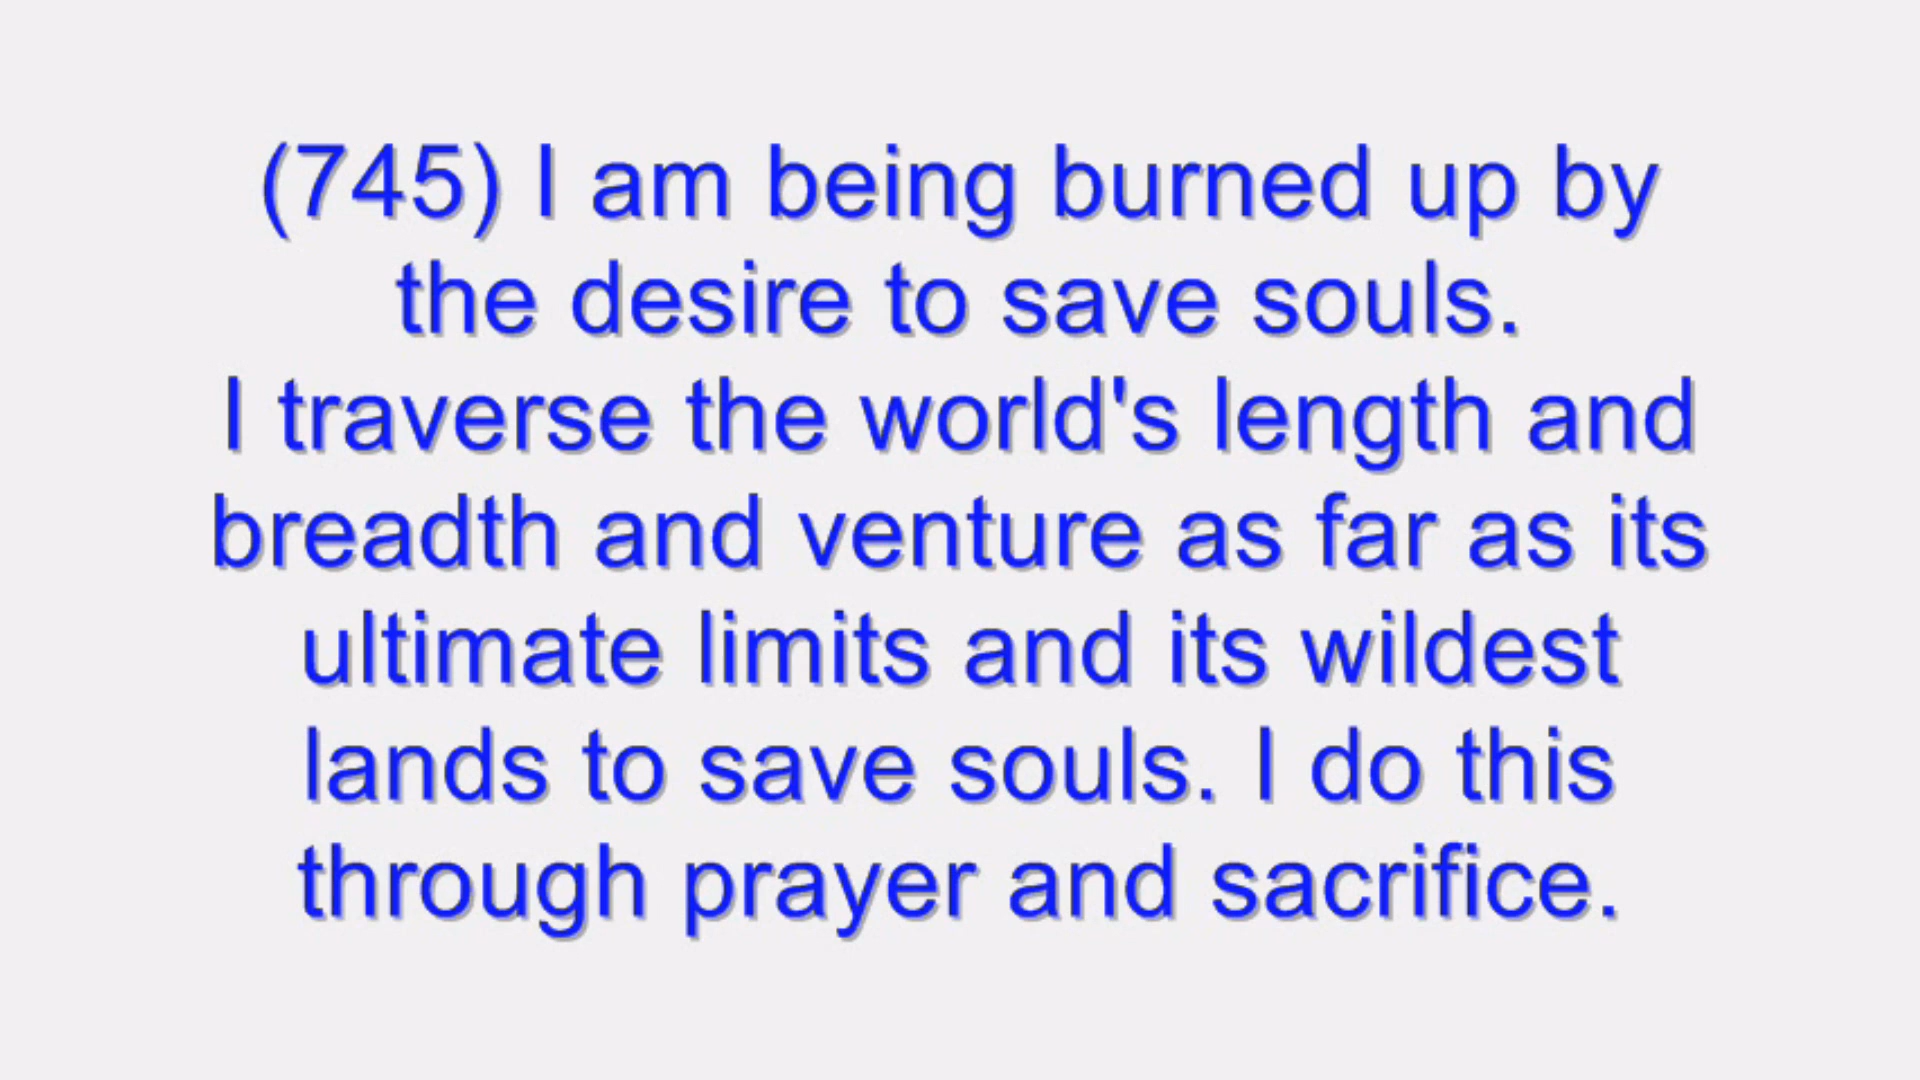 (745) I am being burned up by
the desire to save souls.
I traverse the world's length and
breadth and venture as far as its
ultimate limits and its wildest
lands to save souls. I do this
through prayer and sacrifice.